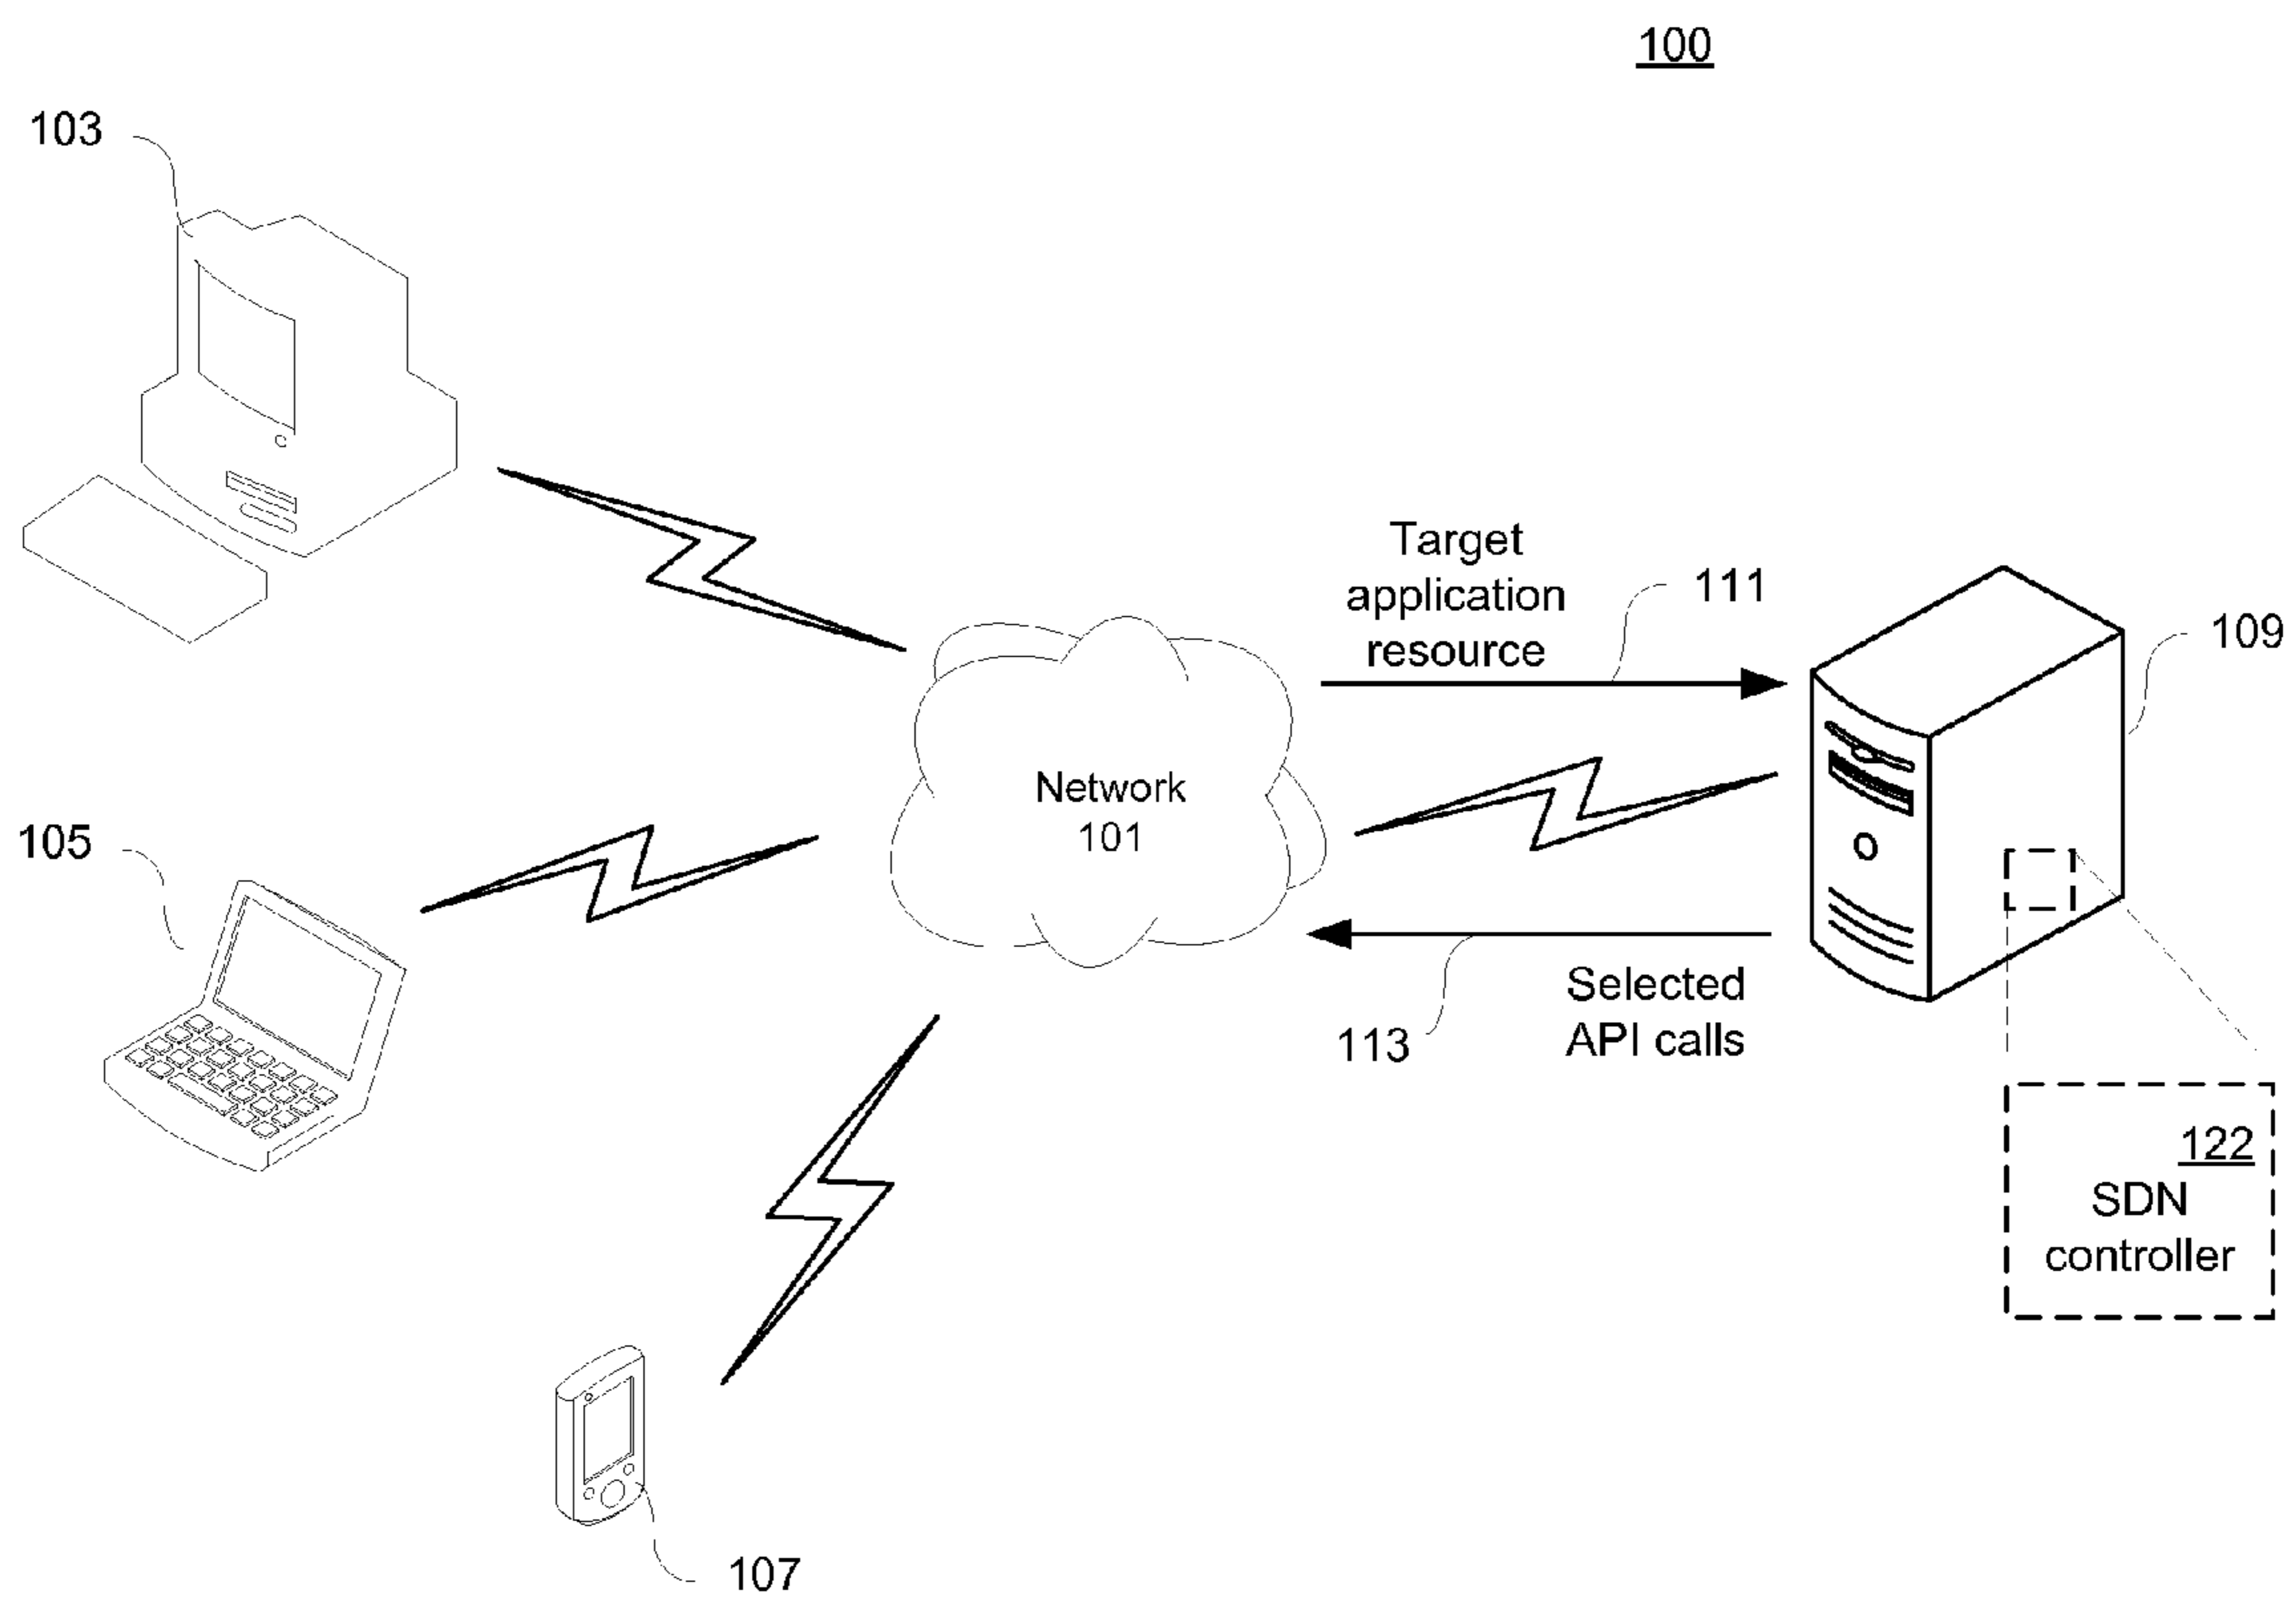 100
103
Target
application
resource
111
109
Network
101
105
Selected
API calls
113
122
SDN
controller
107